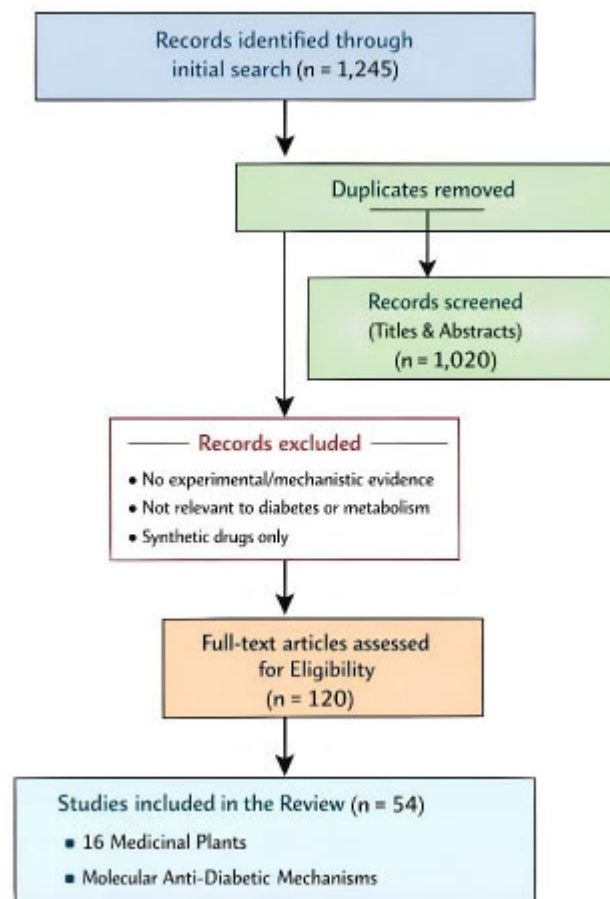 Records identified through
initial search (n = 1,245)
Duplicates removed
Records screened
(Titles & Abstracts)
(n = 1,020)
Records excluded
• No experimental/mechanistic evidence
• Not relevant to diabetes or metabolism
• Synthetic drugs only
Full-text articles assessed
for Eligibility
(n = 120)
Studies included in the Review (n = 54)
▪ 16 Medicinal Plants
▪ Molecular Anti-Diabetic Mechanisms